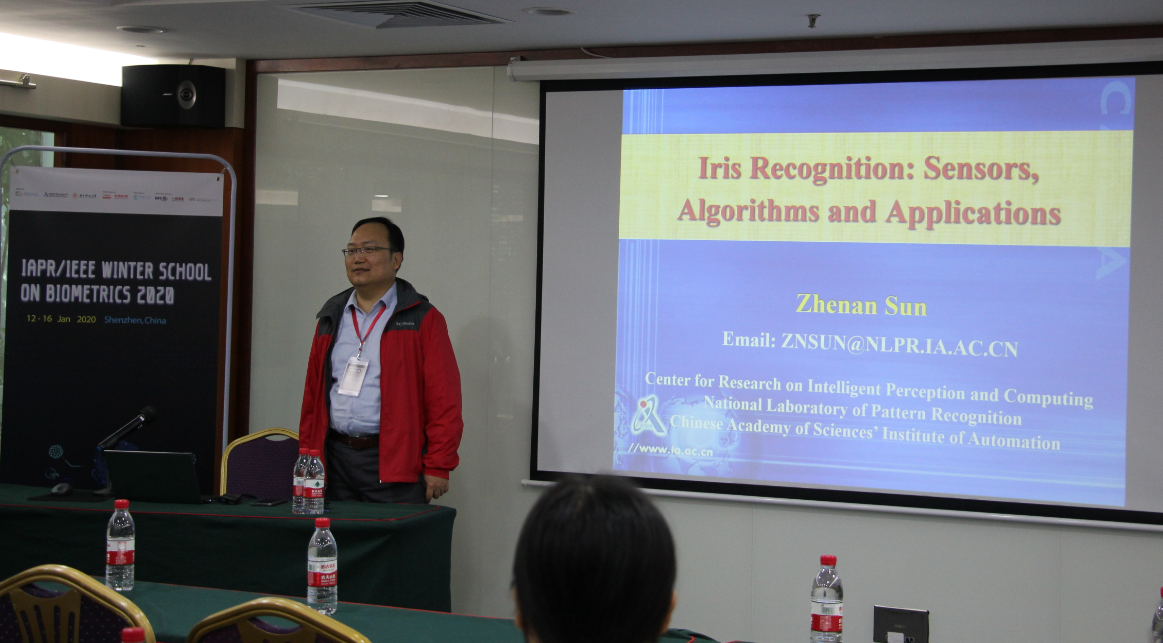 IAPR/IEEE WINTER SCHOOL
ON BIOMETRICS 2020
12-16 Jan 2020 Shenzhen,China
Iris Recognition: Sensors,
Algorithms and Applications
Zhenan Sun
Email: ZNSUN@NLPR.IA.AC.CN
Center for Research on Intelligent Perception and Computing
National Laboratory of Pattern Recognition
Chinese Academy of Sciences' Institute of Automation
//www.ia.ac.cn